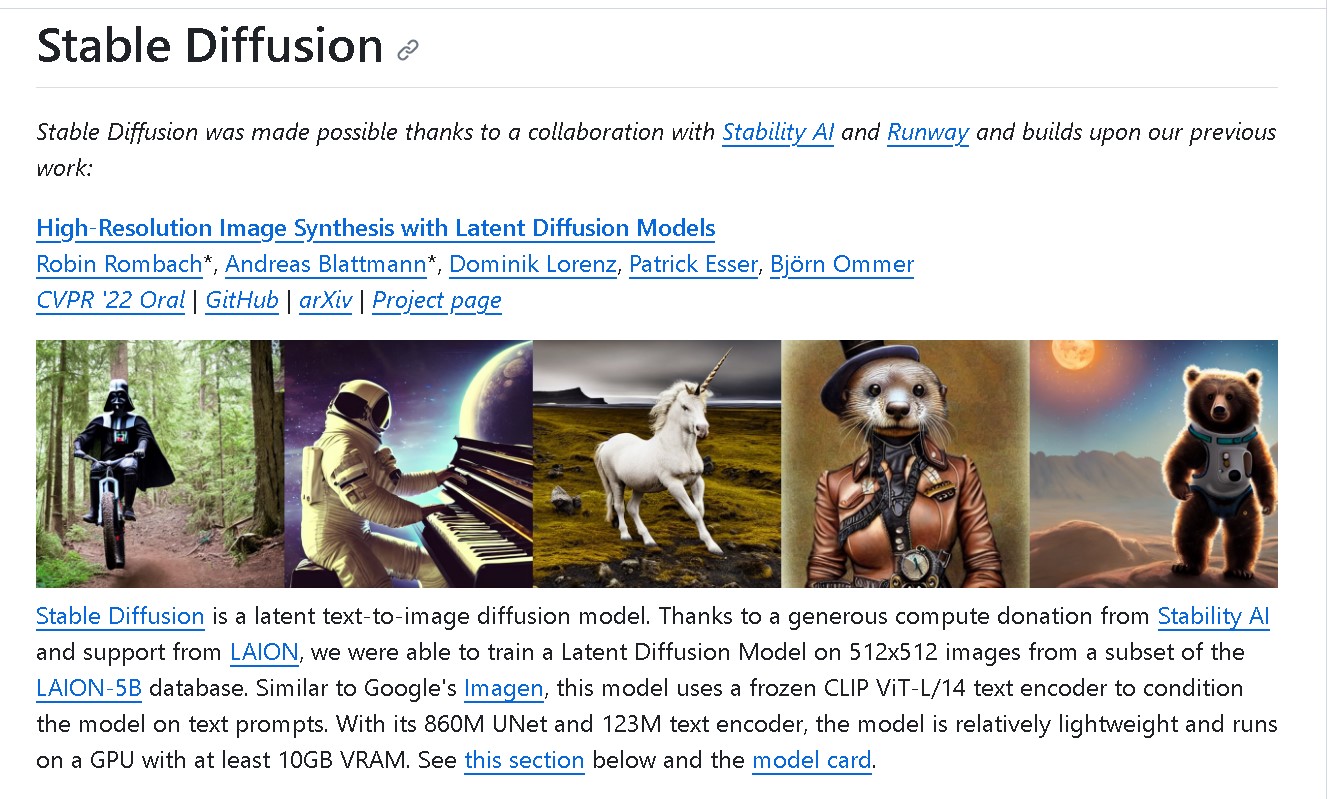 Stable Diffusion
Stable Diffusion was made possible thanks to a collaboration with Stability AI and Runway and builds upon our previous
work:
High-Resolution Image Synthesis with Latent Diffusion Models
Robin Rombach*, Andreas Blattmann*, Dominik Lorenz, Patrick Esser, Björn Ommer
CVPR '22 Oral | GitHub | arXiv | Project page
Stable Diffusion is a latent text-to-image diffusion model. Thanks to a generous compute donation from Stability AI
and support from LAION, we were able to train a Latent Diffusion Model on 512x512 images from a subset of the
LAION-5B database. Similar to Google's Imagen, this model uses a frozen CLIP ViT-L/14 text encoder to condition
the model on text prompts. With its 860M UNet and 123M text encoder, the model is relatively lightweight and runs
on a GPU with at least 10GB VRAM. See this section below and the model card.